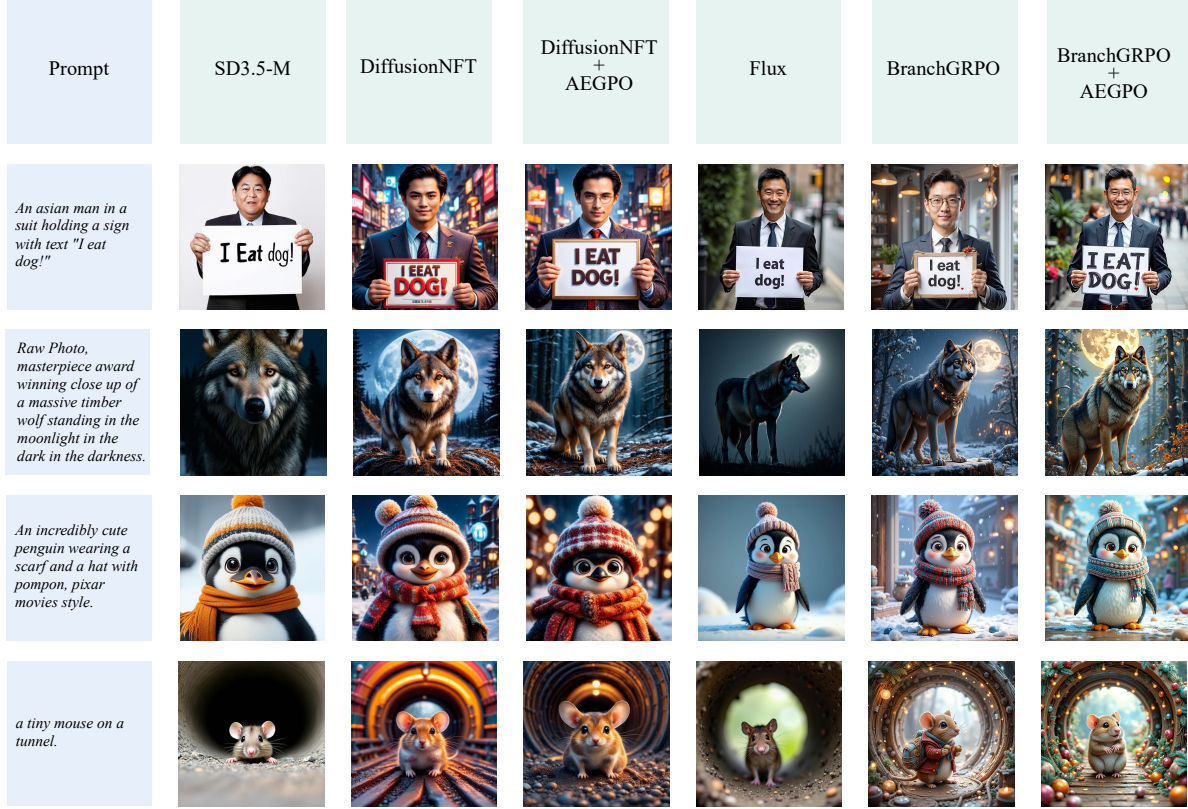 Prompt
SD3.5-M
DiffusionNFT
DiffusionNFT
+
AEGPO
Flux
BranchGRPO
BranchGRPO
+
AEGPO
An asian man in a
suit holding a sign
with text "I eat
dog!"
I Eat dog!
I EEAT
DOG!
I EAT
DOG!
I eat
dog!
I eat
dog!
I EAT
DOG!
Raw Photo,
masterpiece award
winning close up of
a massive timber
wolf standing in the
moonlight in the
dark in the darkness.
An incredibly cute
penguin wearing a
scarf and a hat with
pompon, pixar
movies style.
a tiny mouse on a
tunnel.